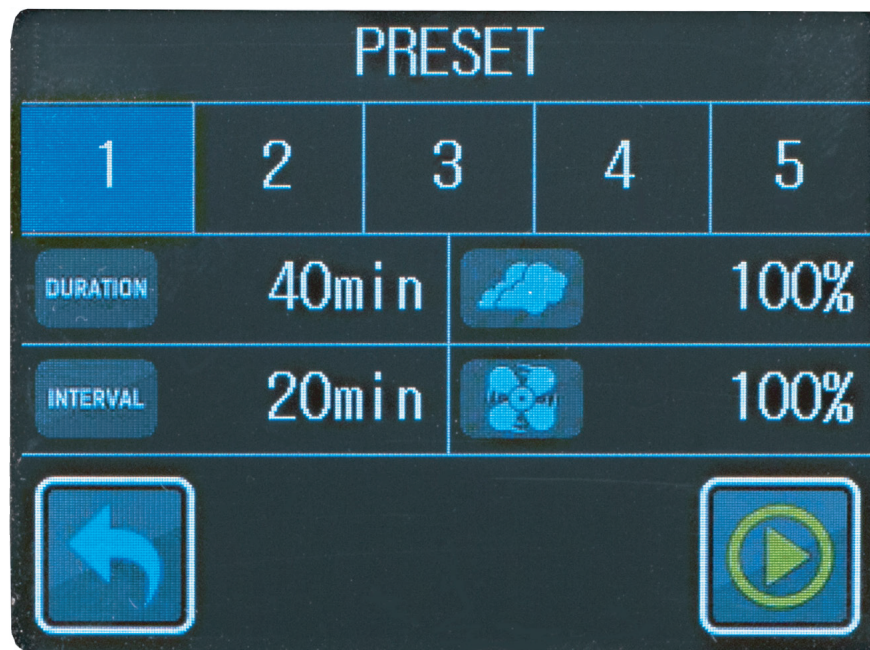 PRESET
1 2 3 4 5
DURATION 40min 100%
INTERVAL 20min 100%